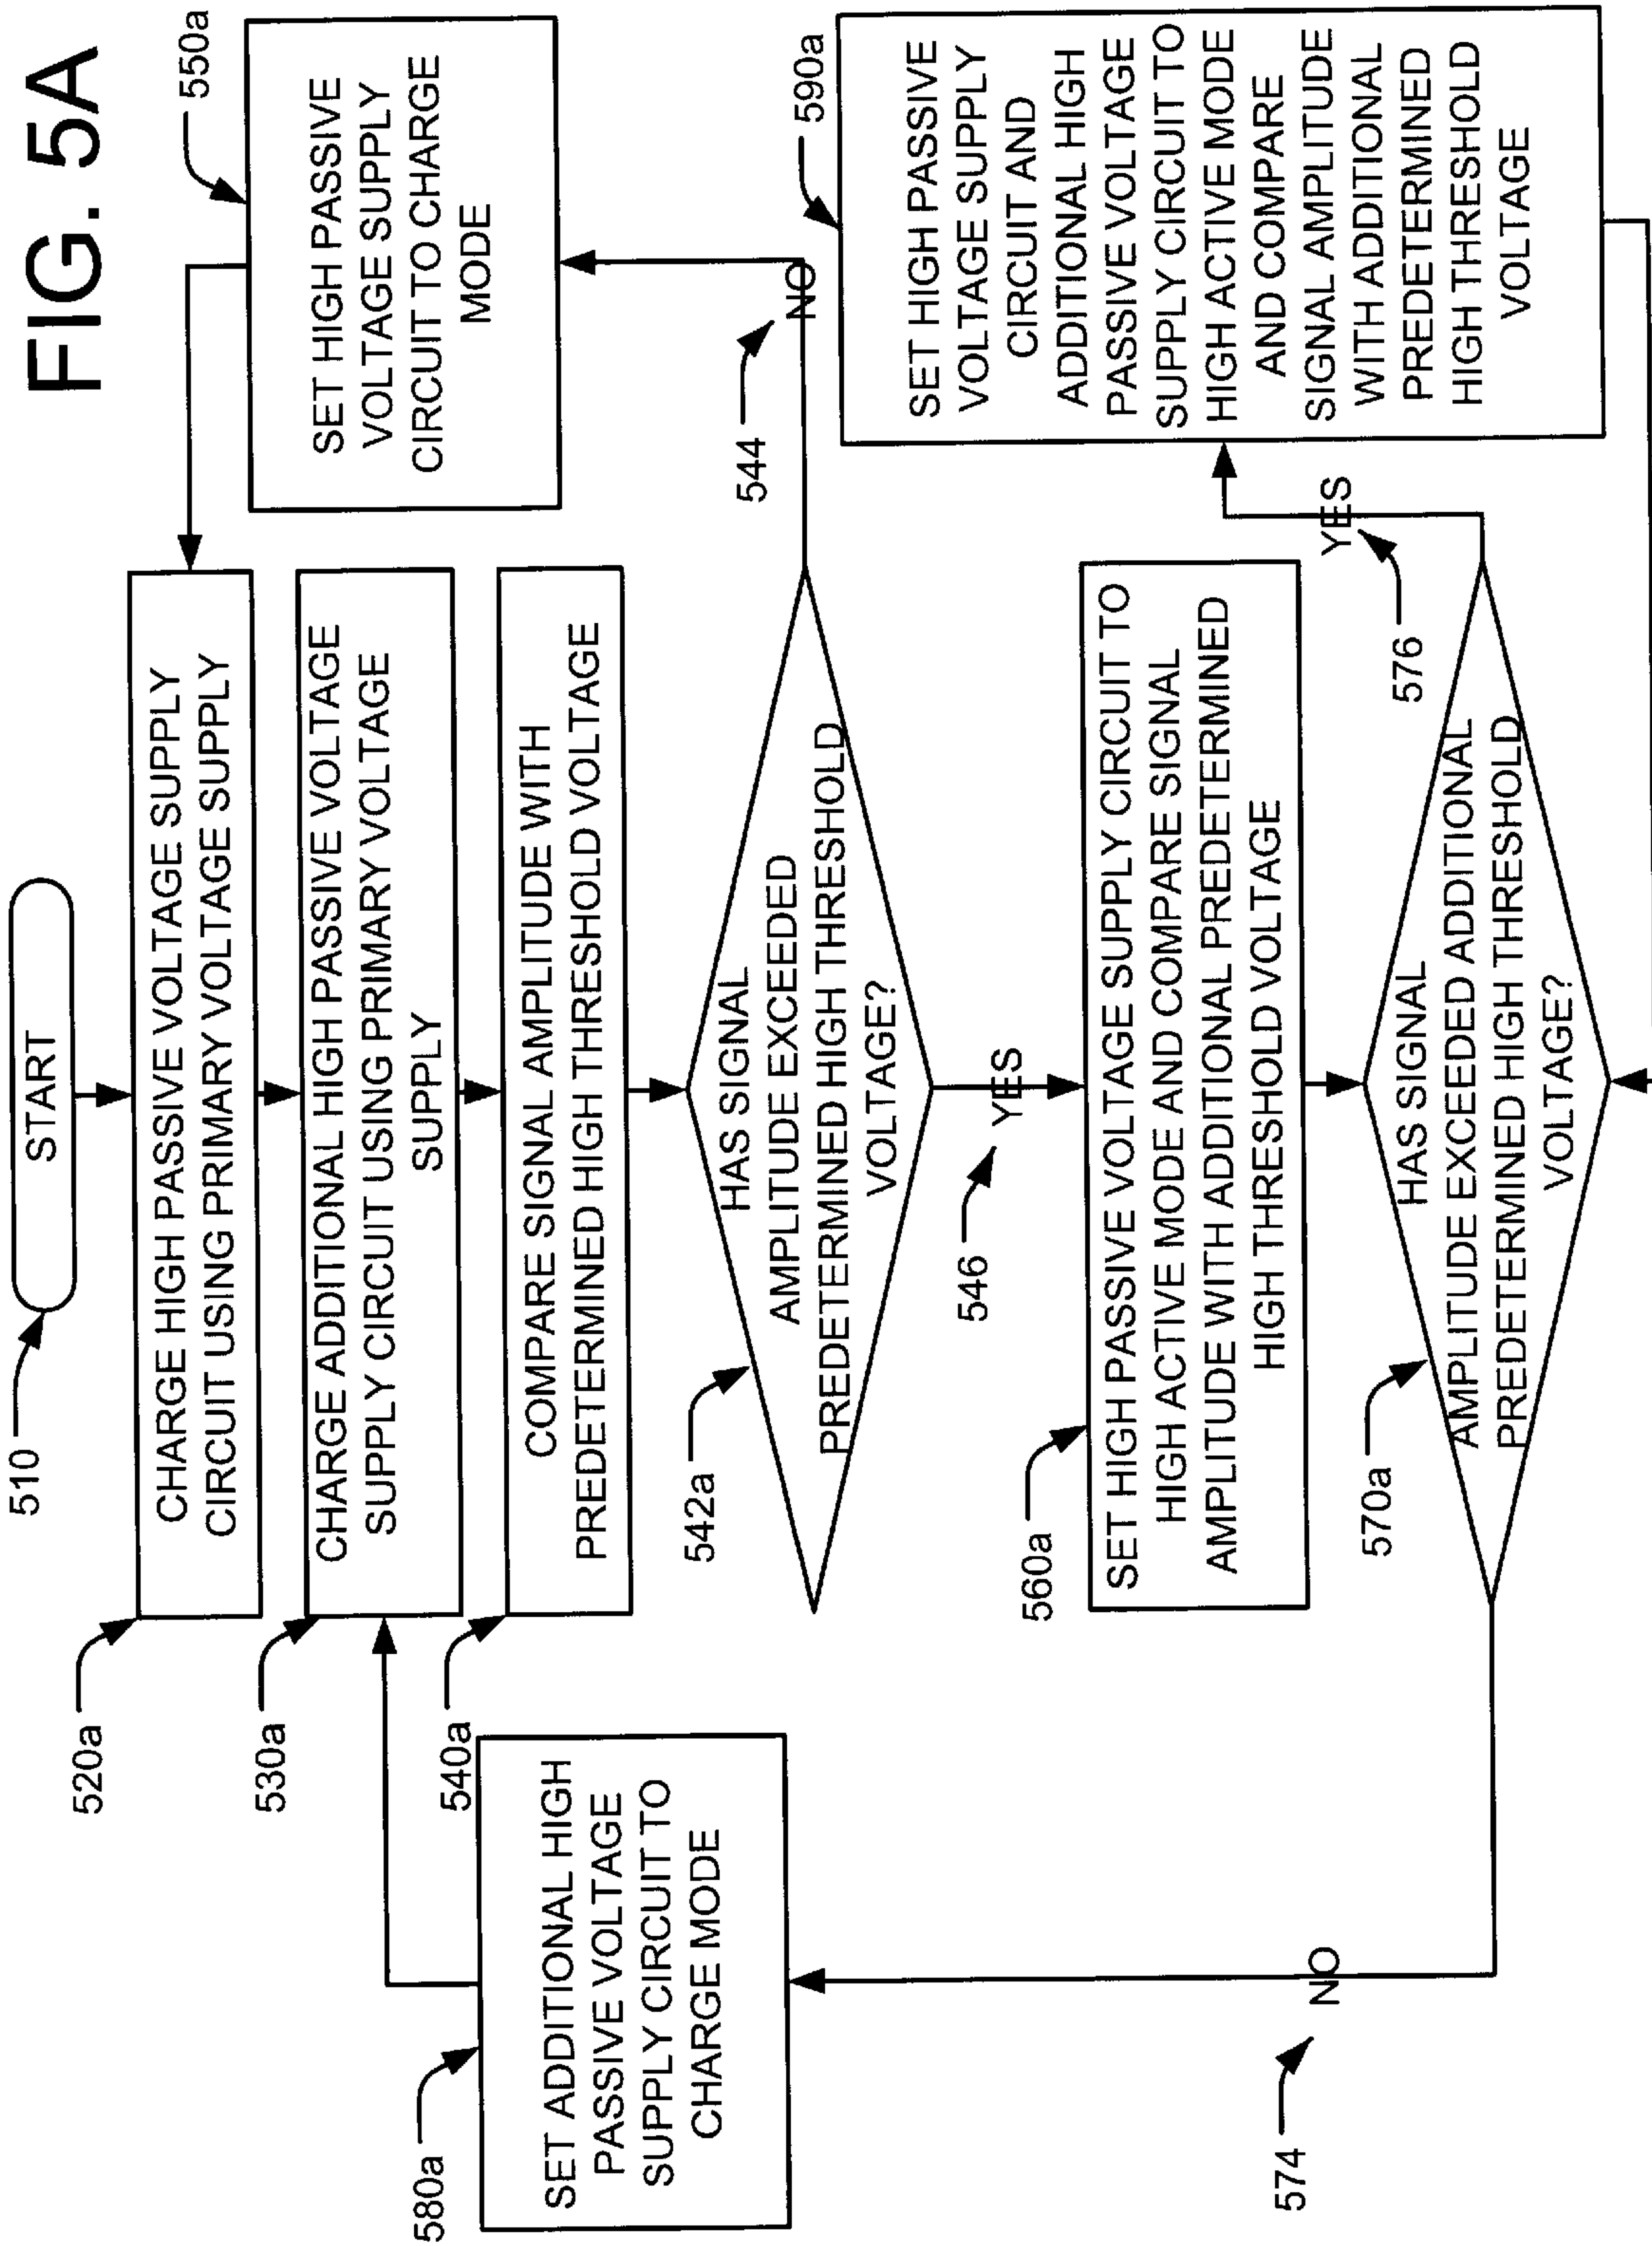 FIG. 5A
510
START
520a
CHARGE HIGH PASSIVE VOLTAGE SUPPLY
CIRCUIT USING PRIMARY VOLTAGE SUPPLY
550a
SET HIGH PASSIVE
VOLTAGE SUPPLY
CIRCUIT TO CHARGE
MODE
530a
CHARGE ADDITIONAL HIGH PASSIVE VOLTAGE
SUPPLY CIRCUIT USING PRIMARY VOLTAGE
SUPPLY
540a
COMPARE SIGNAL AMPLITUDE WITH
PREDETERMINED HIGH THRESHOLD VOLTAGE
542a
HAS SIGNAL
AMPLITUDE EXCEEDED
PREDETERMINED HIGH THRESHOLD
VOLTAGE?
544
NO
546
YES
580a
SET ADDITIONAL HIGH
PASSIVE VOLTAGE
SUPPLY CIRCUIT TO
CHARGE MODE
560a
SET HIGH PASSIVE VOLTAGE SUPPLY CIRCUIT TO
HIGH ACTIVE MODE AND COMPARE SIGNAL
AMPLITUDE WITH ADDITIONAL PREDETERMINED
HIGH THRESHOLD VOLTAGE
590a
SET HIGH PASSIVE
VOLTAGE SUPPLY
CIRCUIT AND
ADDITIONAL HIGH
PASSIVE VOLTAGE
SUPPLY CIRCUIT TO
HIGH ACTIVE MODE
AND COMPARE
SIGNAL AMPLITUDE
WITH ADDITIONAL
PREDETERMINED
HIGH THRESHOLD
VOLTAGE
570a
HAS SIGNAL
AMPLITUDE EXCEEDED ADDITIONAL
PREDETERMINED HIGH THRESHOLD
VOLTAGE?
574
NO
576
YES